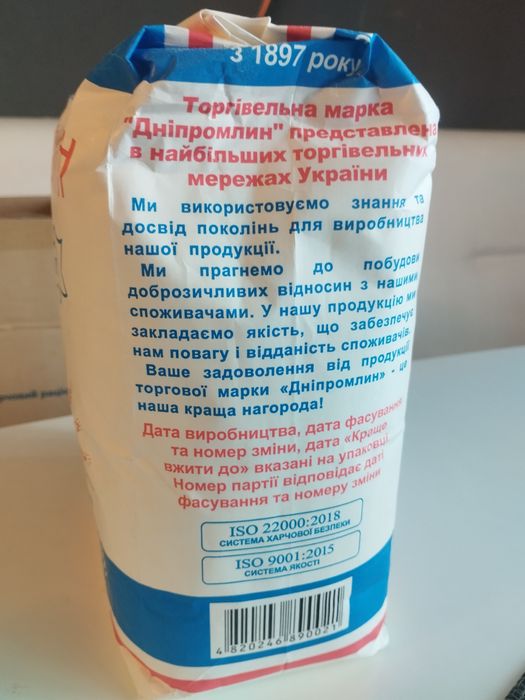 з 1897 року
Торгівельна марка
"Дніпромлин" представлена
в найбільших торгівельних
мережах України
Ми використовуємо знання та
досвід поколінь для виробництва
нашої продукції.
Ми прагнемо до побудови
доброзичливих відносин з нашими
споживачами. У нашу продукцію ми
закладаємо якість, що забезпечує
нам повагу і відданість споживачів.
Ваше задоволення від продукції
торгової марки «Дніпромлин» - це
наша краща нагорода!
Дата виробництва, дата фасування
та номер зміни, дата «Краще
вжити до» вказані на упаковці
Номер партії відповідає даті
фасування та номеру зміни
ISO 22000:2018
СИСТЕМА ХАРЧОВОЇ БЕЗПЕКИ
ISO 9001:2015
СИСТЕМА ЯКОСТІ
4 820246 890021